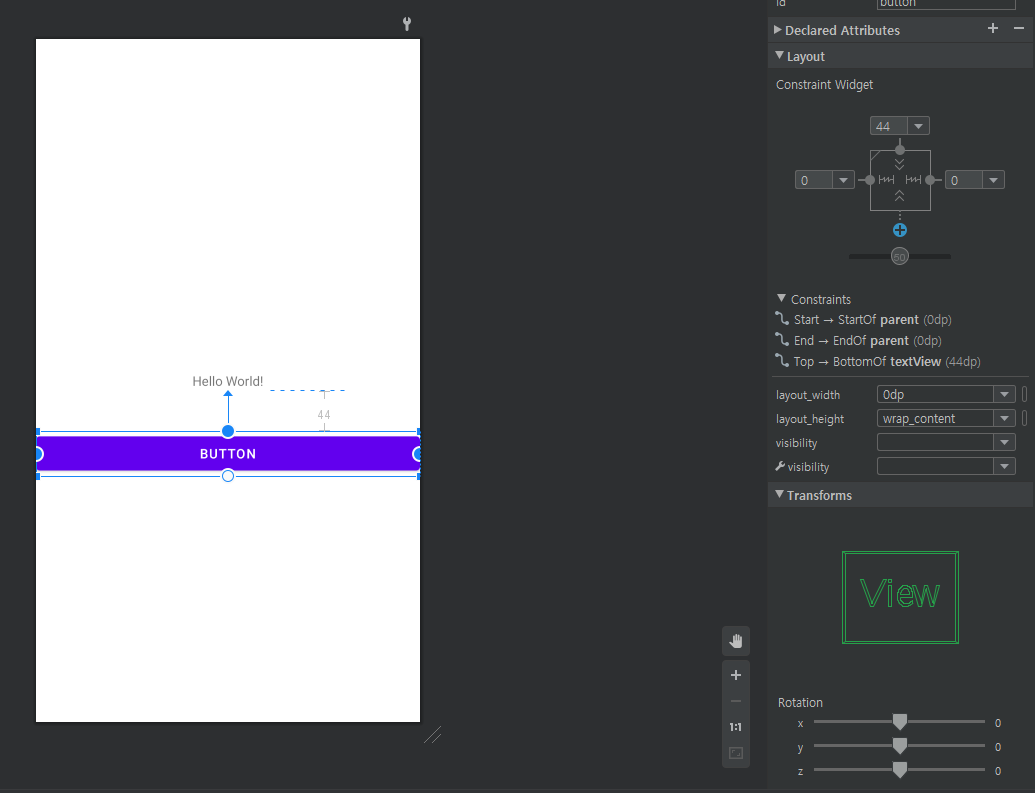 id button
Declared Attributes
Layout
Constraint Widget
44
0 0
50
Constraints
Start → StartOf parent (0dp)
End → EndOf parent (0dp)
Top → BottomOf textView (44dp)
layout_width 0dp
layout_height wrap_content
visibility
visibility
Transforms
View
Rotation
x 0
y 0
z 0
Hello World!
44
BUTTON
1:1